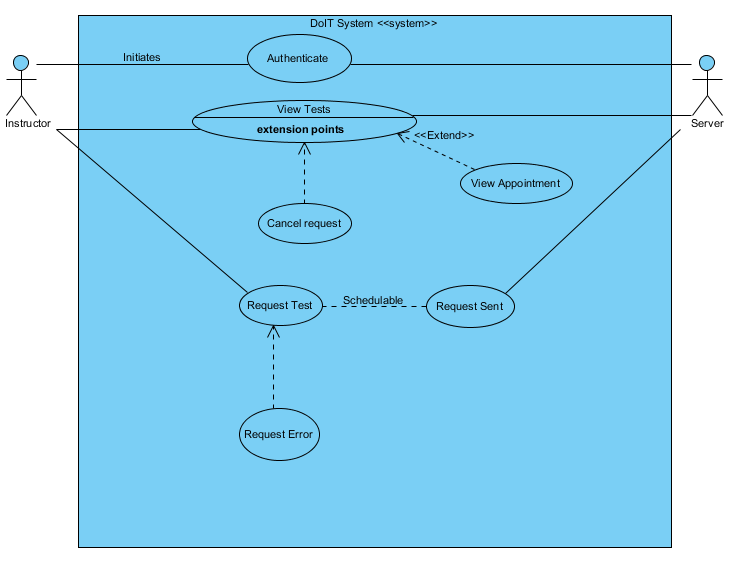 DoIT System <<system>>
Initiates
Authenticate
Instructor
Server
View Tests
extension points
<<Extend>>
View Appointment
Cancel request
Request Test
Schedulable
Request Sent
Request Error